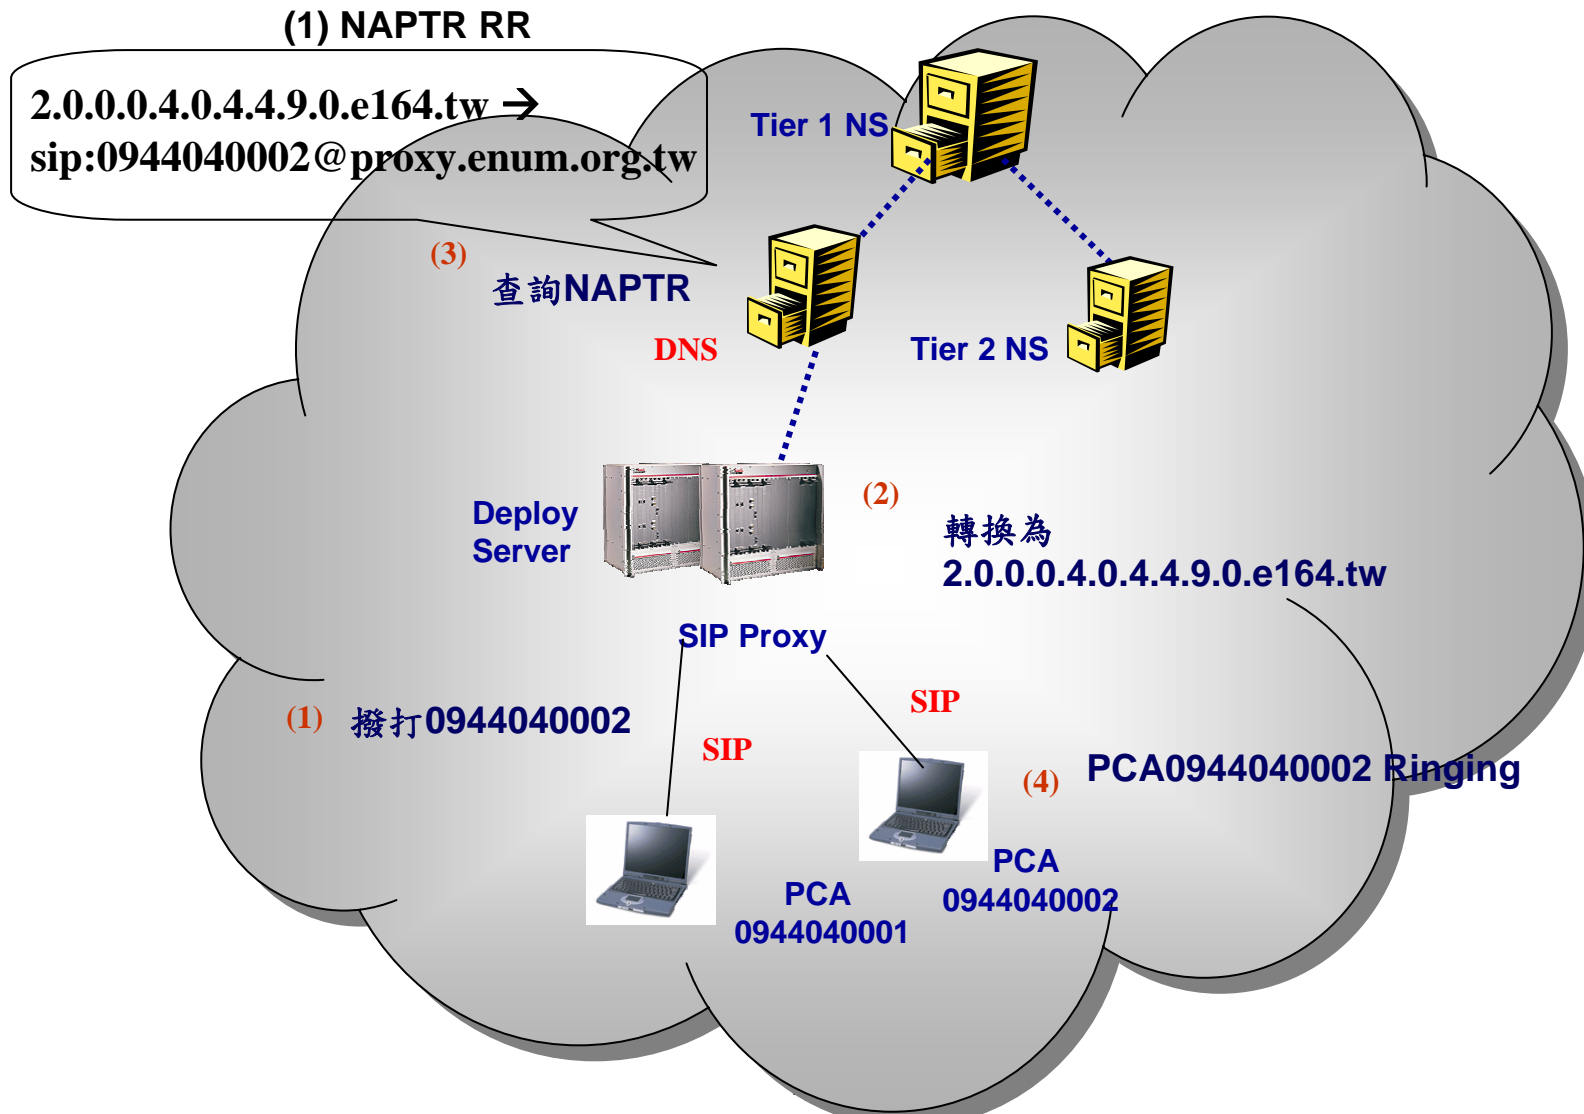 (1) NAPTR RR
2.0.0.0.4.0.4.4.9.0.e164.tw →
sip:0944040002@proxy.enum.org.tw
Tier 1 NS
(3)
查詢NAPTR
DNS
Tier 2 NS
Deploy
Server
(2)
轉換為
2.0.0.0.4.0.4.4.9.0.e164.tw
SIP Proxy
(1) 撥打0944040002
SIP
SIP
(4) PCA0944040002 Ringing
PCA
0944040002
PCA
0944040001